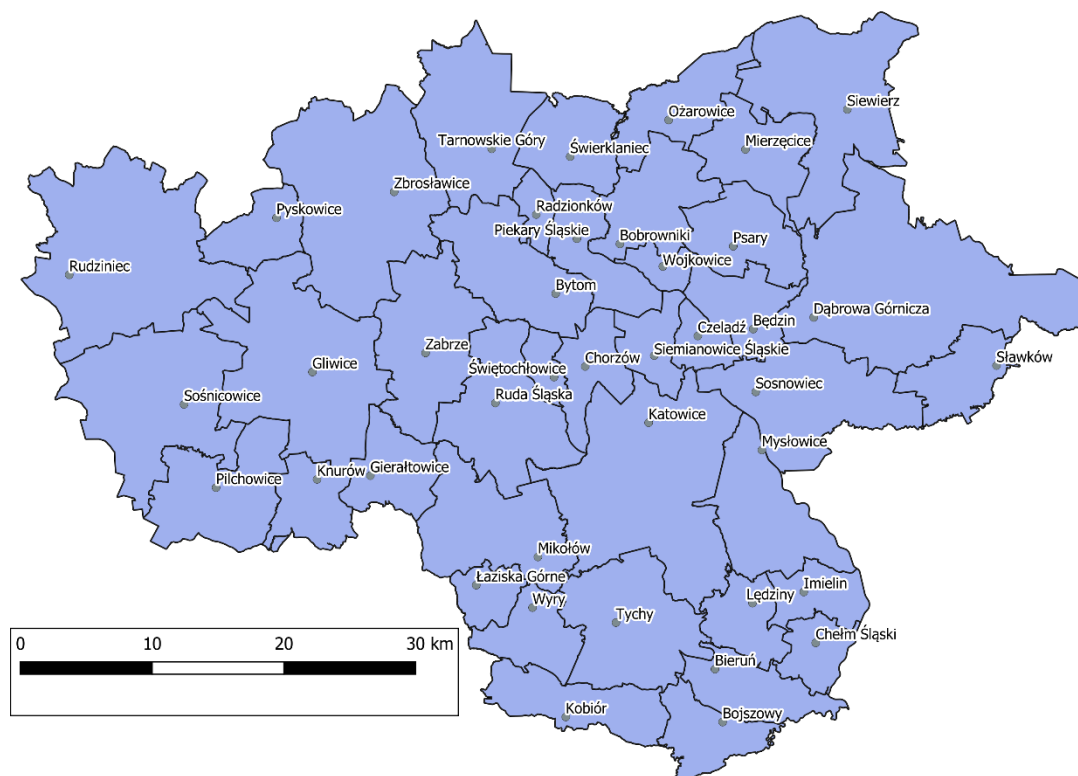 Siewierz
Ożarowice
Tarnowskie Góry
Świerklaniec
Mierzęcice
Zbrosławice
Pyskowice
Radzionków
Piekary Śląskie
Bobrowniki
Psary
Rudziniec
Wojkowice
Bytom
Dąbrowa Górnicza
Czeladź
Będzin
Zabrze
Siemianowice Śląskie
Sławków
Chorzów
Gliwice
Świętochłowice
Sosnowiec
Sośnicowice
Ruda Śląska
Katowice
Mysłowice
Pilchowice
Knurów
Gierałtowice
Mikołów
Łaziska Górne
Imielin
Wyry
Lędziny
Tychy
Chełm Śląski
0 10 20 30 km
Bieruń
Kobiór
Bojszowy